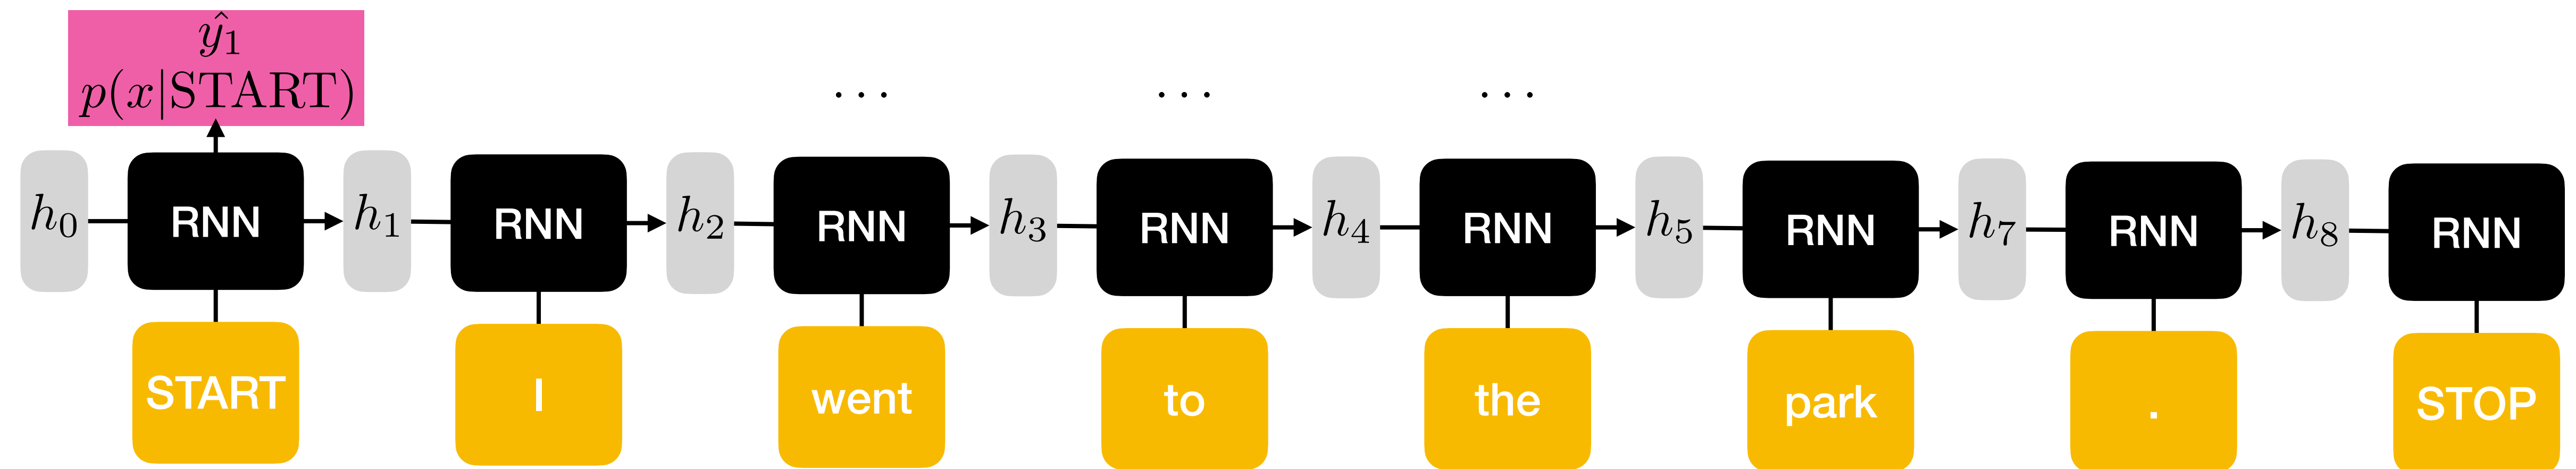 ŷ₁
p(x|START)
... ... ...
h₀ RNN h₁ RNN h₂ RNN h₃ RNN h₄ RNN h₅ RNN h₇ RNN h₈ RNN
START I went to the park . STOP